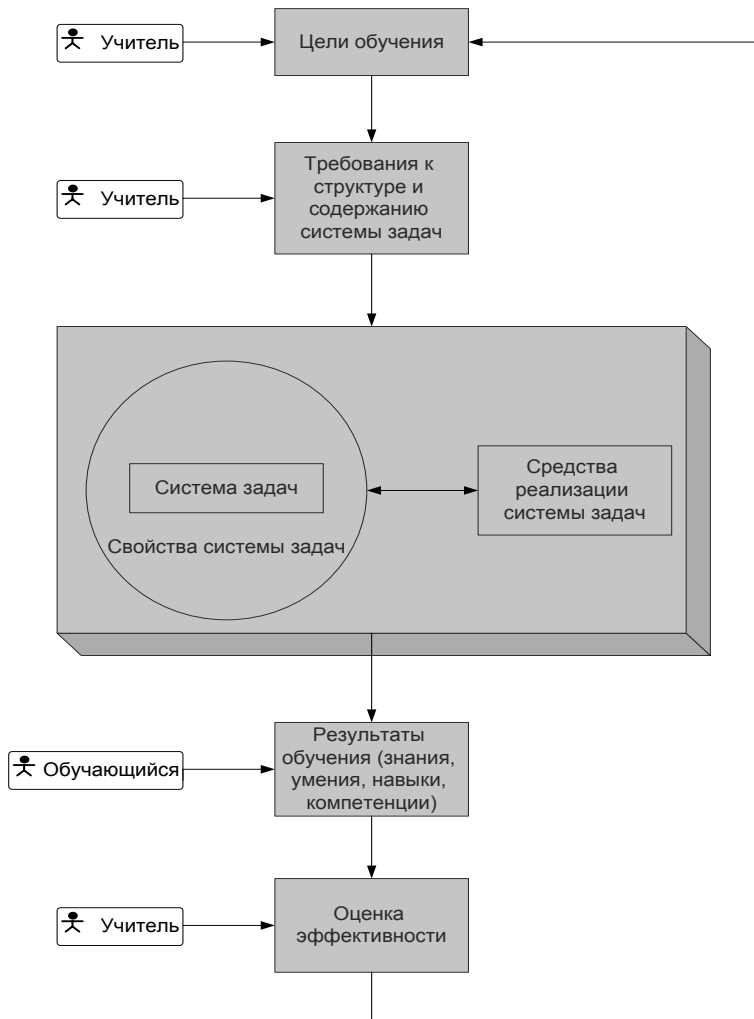 Учитель
Цели обучения
Учитель
Требования к
структуре и
содержанию
системы задач
Система задач
Свойства системы задач
Средства
реализации
системы задач
Обучающийся
Результаты
обучения (знания,
умения, навыки,
компетенции)
Учитель
Оценка
эффективности